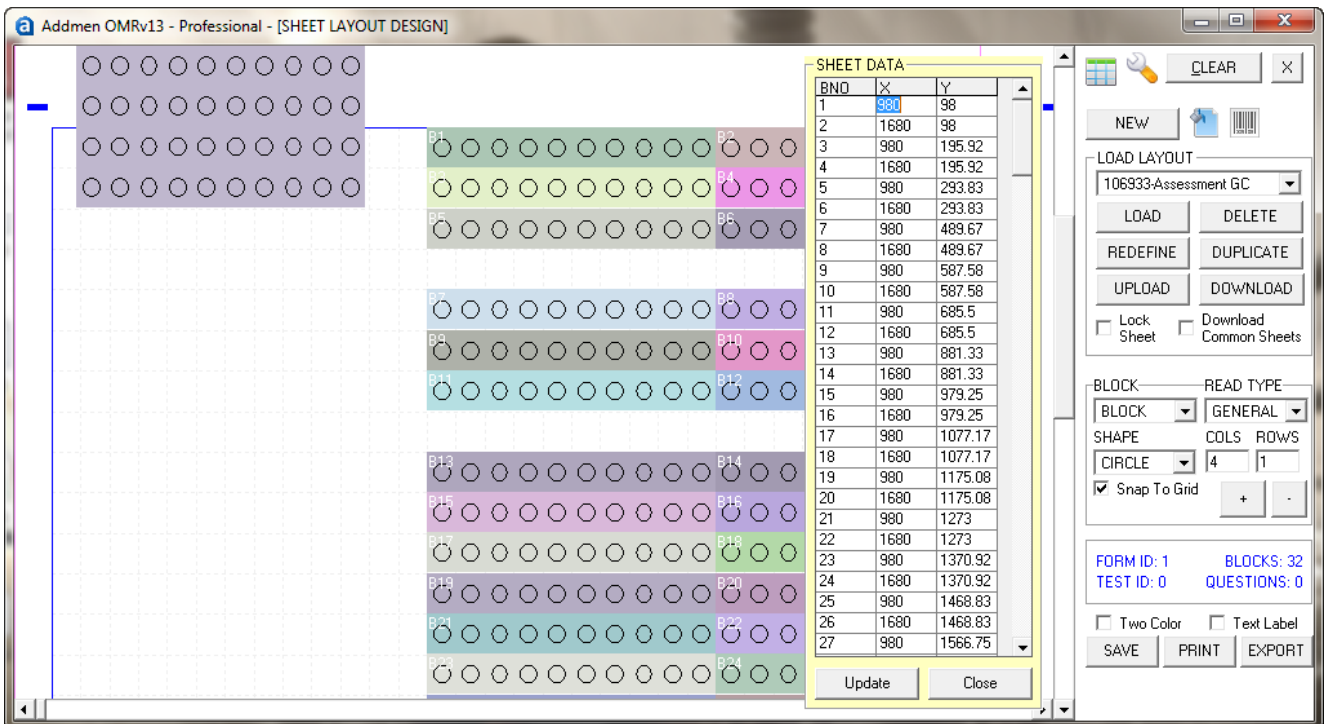 Addmen OMRv13 - Professional - [SHEET LAYOUT DESIGN]
B1 B2
B3 B4
B5 B6
B7 B8
B9 B10
B11 B12
B13 B14
B15 B16
B17 B18
B19 B20
B21 B22
B23 B24
SHEET DATA
BNO X Y
1 980 98
2 1680 98
3 980 195.92
4 1680 195.92
5 980 293.83
6 1680 293.83
7 980 489.67
8 1680 489.67
9 980 587.58
10 1680 587.58
11 980 685.5
12 1680 685.5
13 980 881.33
14 1680 881.33
15 980 979.25
16 1680 979.25
17 980 1077.17
18 1680 1077.17
19 980 1175.08
20 1680 1175.08
21 980 1273
22 1680 1273
23 980 1370.92
24 1680 1370.92
25 980 1468.83
26 1680 1468.83
27 980 1566.75
Update Close
CLEAR X
NEW
LOAD LAYOUT
106933-Assessment GC
LOAD DELETE
REDEFINE DUPLICATE
UPLOAD DOWNLOAD
Lock Sheet
Download Common Sheets
BLOCK READ TYPE
BLOCK GENERAL
SHAPE COLS ROWS
CIRCLE 4 1
Snap To Grid + -
FORM ID: 1 BLOCKS: 32
TEST ID: 0 QUESTIONS: 0
Two Color Text Label
SAVE PRINT EXPORT